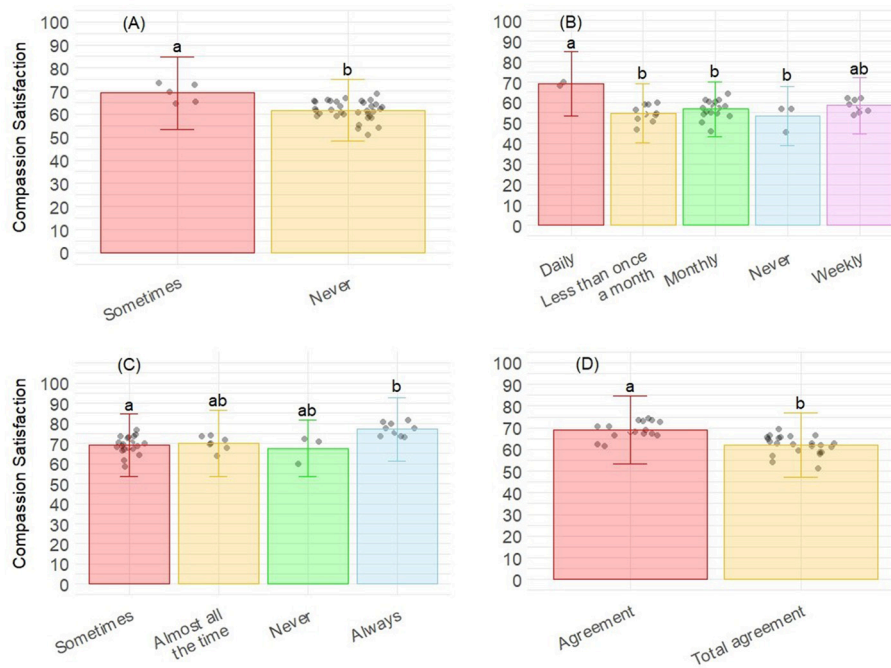 (A)
Compassion Satisfaction
100
90
80
70
60
50
40
30
20
10
0
a
b
Sometimes
Never
(B)
100
90
80
70
60
50
40
30
20
10
0
a
b
b
b
ab
Daily
Less than once
a month
Monthly
Never
Weekly
(C)
Compassion Satisfaction
100
90
80
70
60
50
40
30
20
10
0
a
ab
ab
b
Sometimes
Almost all
the time
Never
Always
(D)
100
90
80
70
60
50
40
30
20
10
0
a
b
Agreement
Total agreement